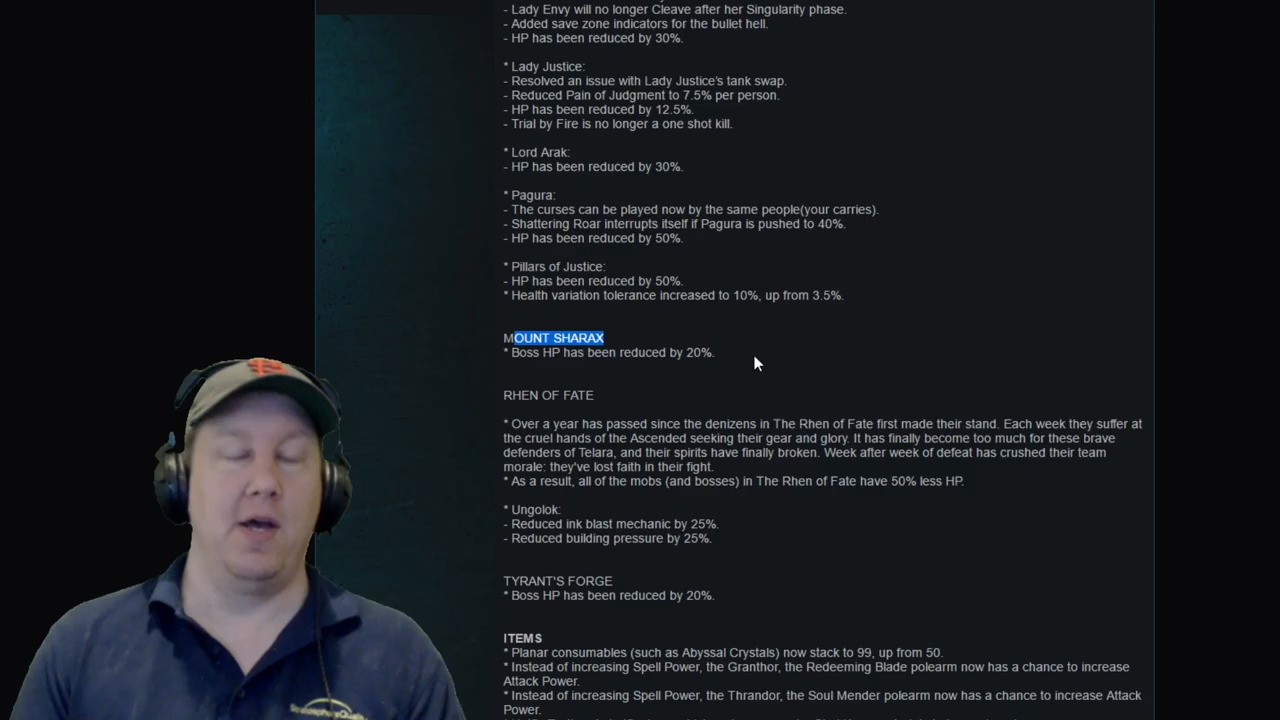 - Lady Envy will no longer Cleave after her Singularity phase.
- Added save zone indicators for the bullet hell.
- HP has been reduced by 30%.
* Lady Justice:
- Resolved an issue with Lady Justice's tank swap.
- Reduced Pain of Judgment to 7.5% per person.
- HP has been reduced by 12.5%.
- Trial by Fire is no longer a one shot kill.
* Lord Arak:
- HP has been reduced by 30%.
* Pagura:
- The curses can be played now by the same people(your carries).
- Shattering Roar interrupts itself if Pagura is pushed to 40%.
- HP has been reduced by 50%.
* Pillars of Justice:
- HP has been reduced by 50%.
* Health variation tolerance increased to 10%, up from 3.5%.
MOUNT SHARAX
* Boss HP has been reduced by 20%.
RHEN OF FATE
* Over a year has passed since the denizens in The Rhen of Fate first made their stand. Each week they suffer at
the cruel hands of the Ascended seeking their gear and glory. It has finally become too much for these brave
defenders of Telara, and their spirits have finally broken. Week after week of defeat has crushed their team
morale: they've lost faith in their fight.
* As a result, all of the mobs (and bosses) in The Rhen of Fate have 50% less HP.
* Ungolok:
- Reduced ink blast mechanic by 25%.
- Reduced building pressure by 25%.
TYRANT'S FORGE
* Boss HP has been reduced by 20%.
ITEMS
* Planar consumables (such as Abyssal Crystals) now stack to 99, up from 50.
* Instead of increasing Spell Power, the Granthor, the Redeeming Blade polearm now has a chance to increase
Attack Power.
* Instead of increasing Spell Power, the Thrandor, the Soul Mender polearm now has a chance to increase Attack
Power.